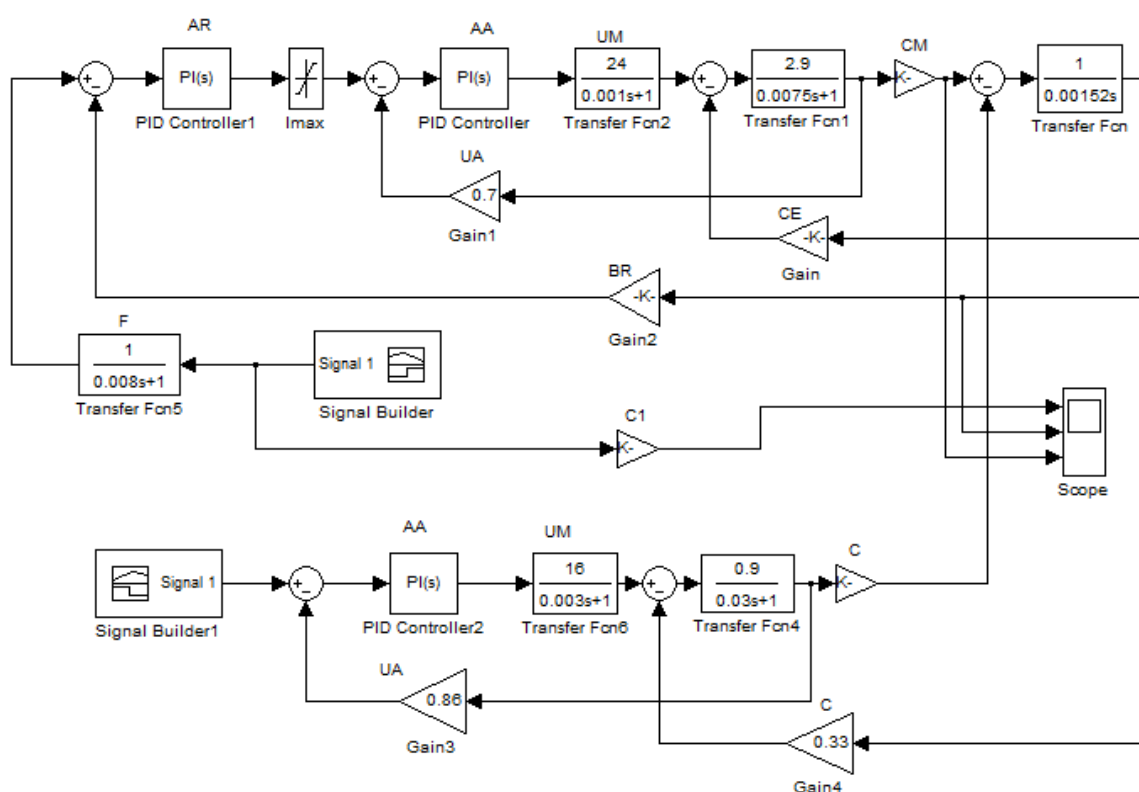 AR
AA
UM
CM
PI(s)
PI(s)
24
0.001s+1
2.9
0.0075s+1
K-
1
0.00152s
PID Controller1
Imax
PID Controller
Transfer Fcn2
Transfer Fcn1
Transfer Fcn
UA
0.7
Gain1
CE
-K-
Gain
BR
-K-
Gain2
F
1
0.008s+1
Transfer Fcn5
Signal 1
Signal Builder
C1
K-
Scope
AA
UM
C
Signal 1
Signal Builder1
PI(s)
PID Controller2
16
0.003s+1
Transfer Fcn6
0.9
0.03s+1
Transfer Fcn4
K-
UA
0.86
Gain3
C
0.33
Gain4